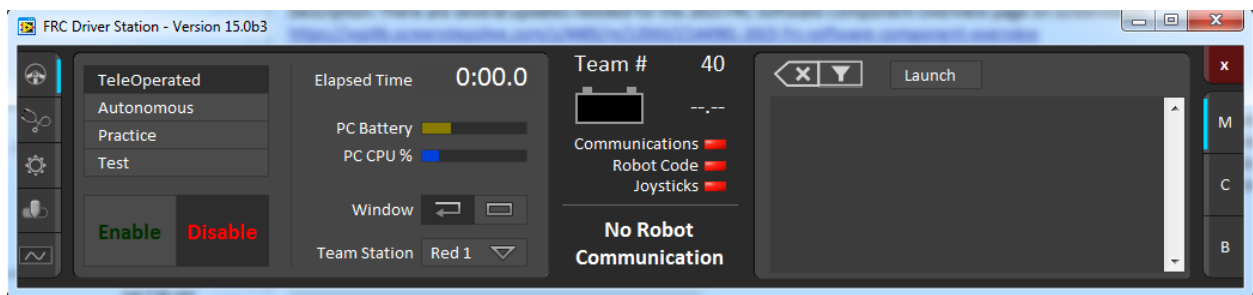 FRC Driver Station - Version 15.0b3
TeleOperated
Autonomous
Practice
Test
Enable Disable
Elapsed Time 0:00.0
PC Battery
PC CPU %
Window
Team Station Red 1
Team # 40
--.--
Communications
Robot Code
Joysticks
No Robot
Communication
Launch
x
M
C
B